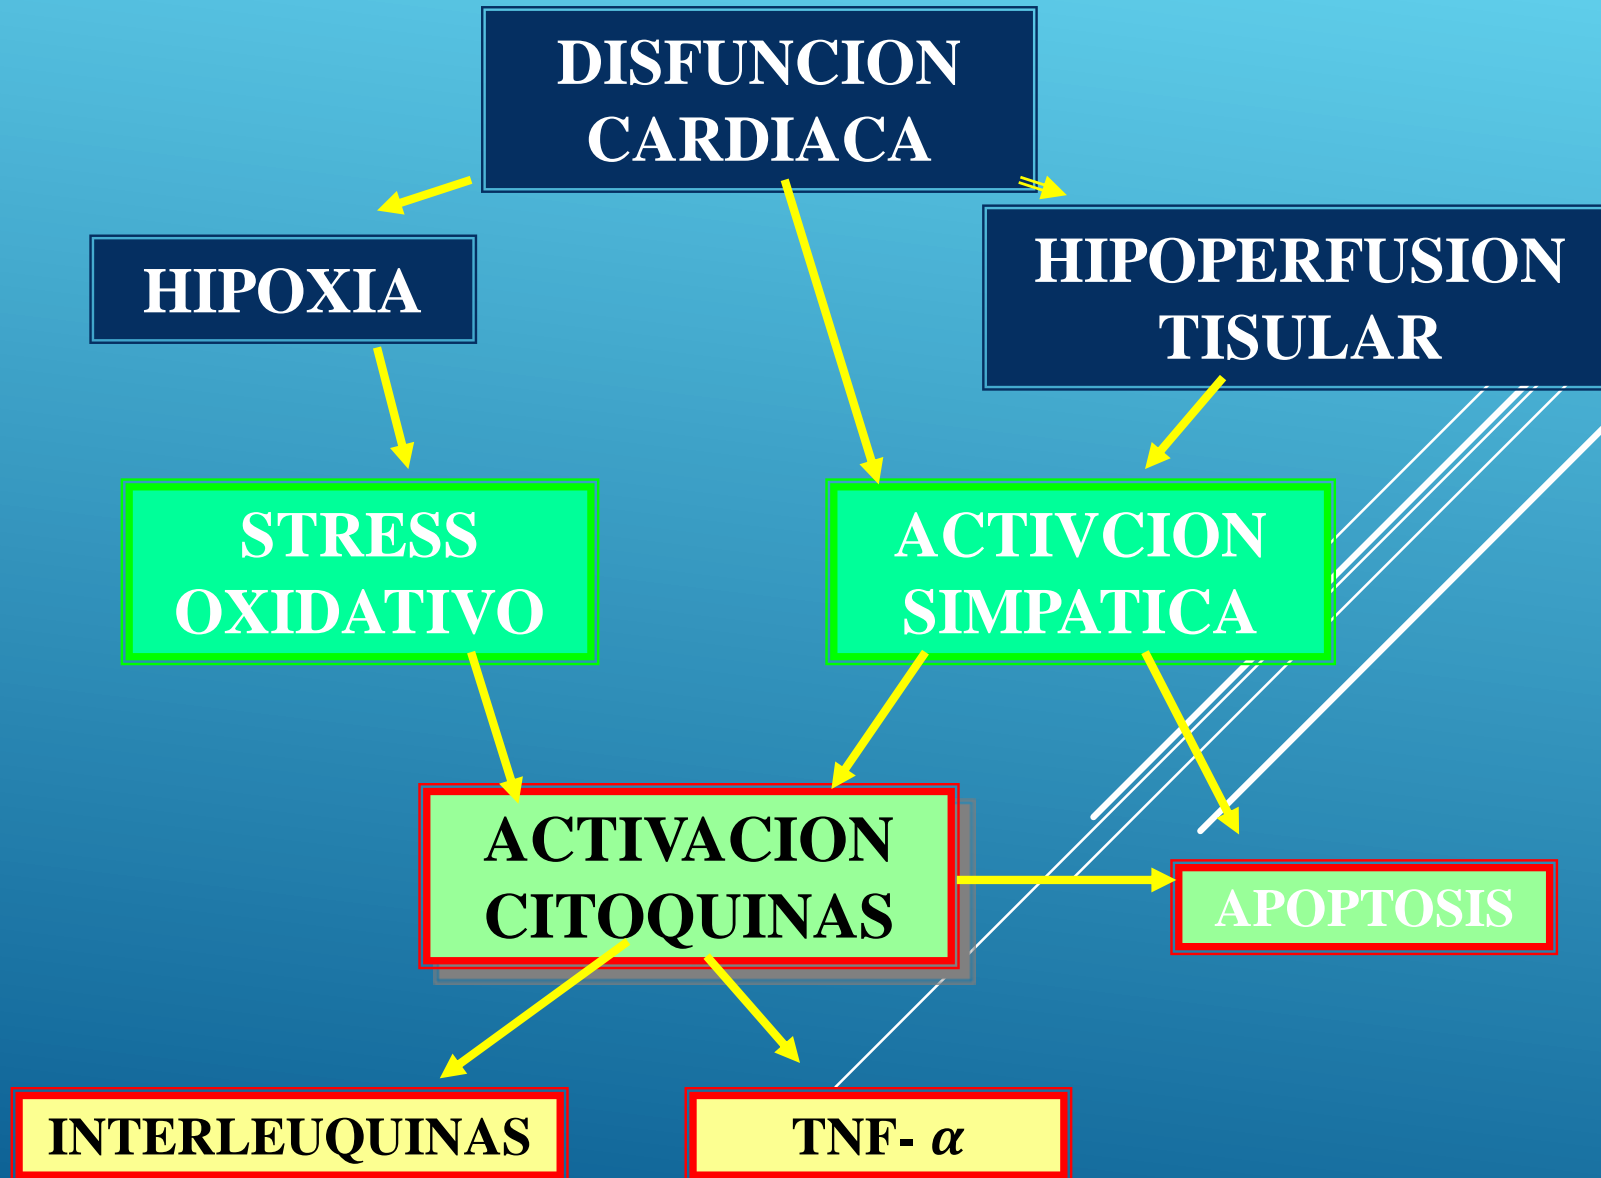 DISFUNCION
CARDIACA
HIPOXIA
HIPOPERFUSION
TISULAR
STRESS
OXIDATIVO
ACTIVCION
SIMPATICA
ACTIVACION
CITOQUINAS
APOPTOSIS
INTERLEUQUINAS
TNF- α